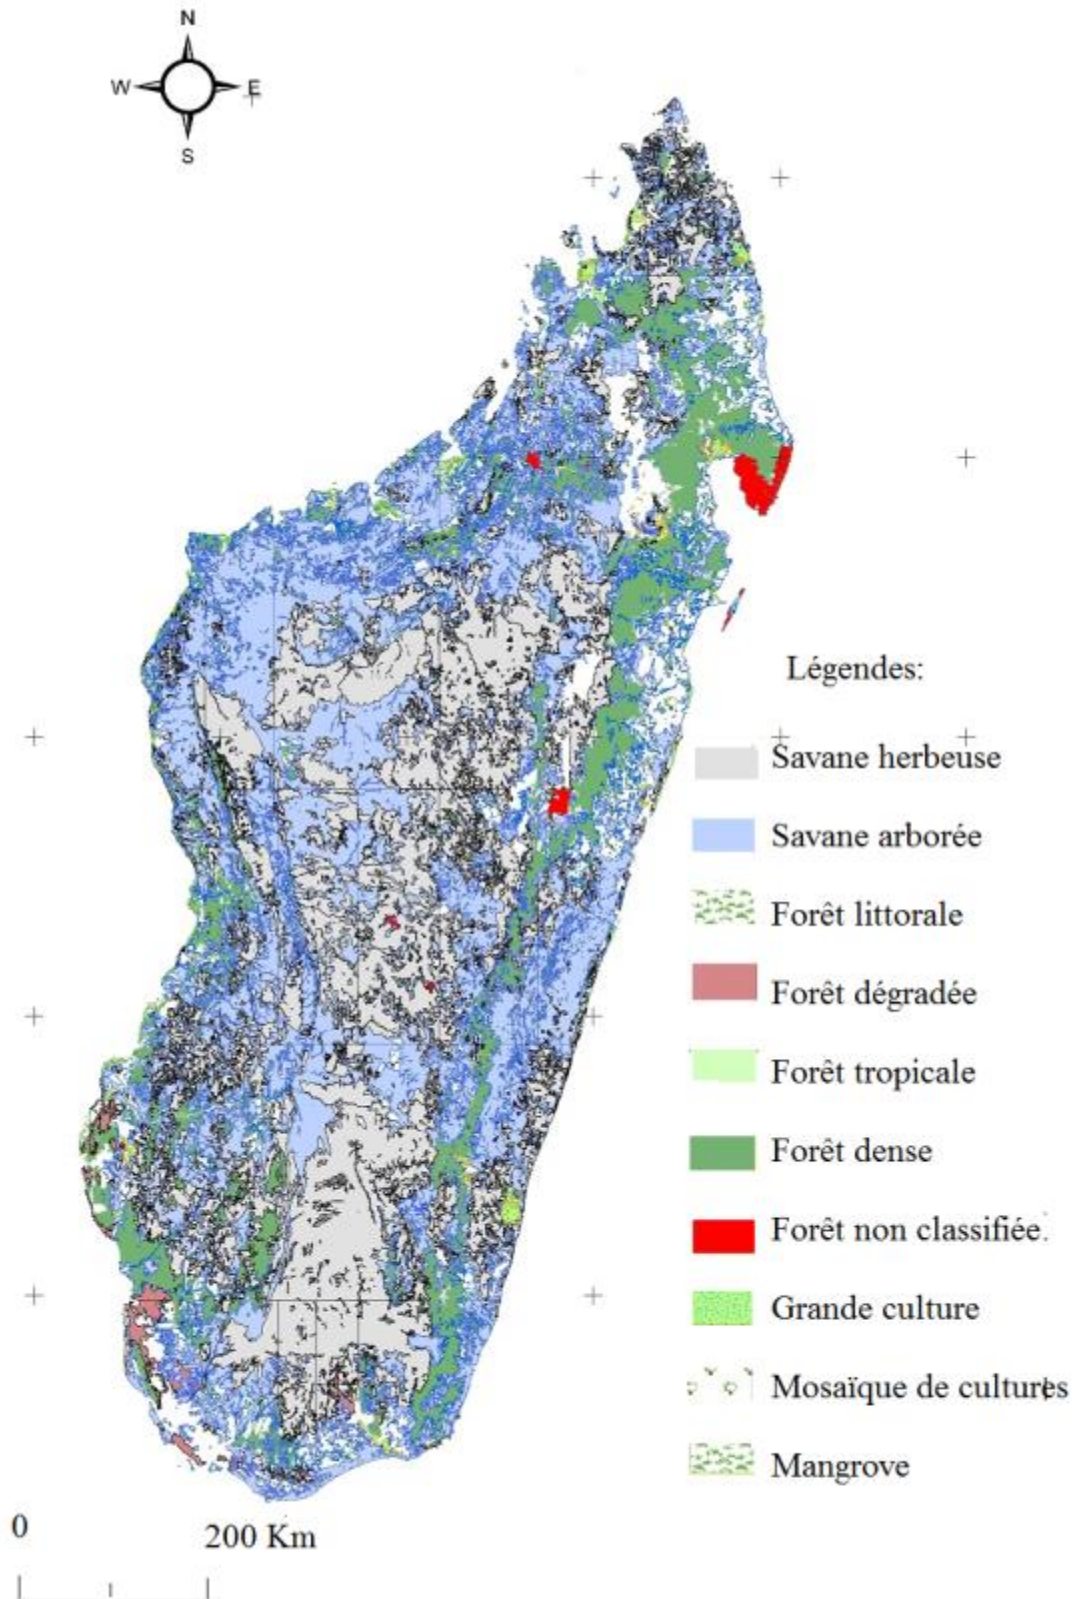 N
W E
S
Légendes:
Savane herbeuse
Savane arborée
Forêt littorale
Forêt dégradée
Forêt tropicale
Forêt dense
Forêt non classifiée
Grande culture
Mosaïque de cultures
Mangrove
0 200 Km